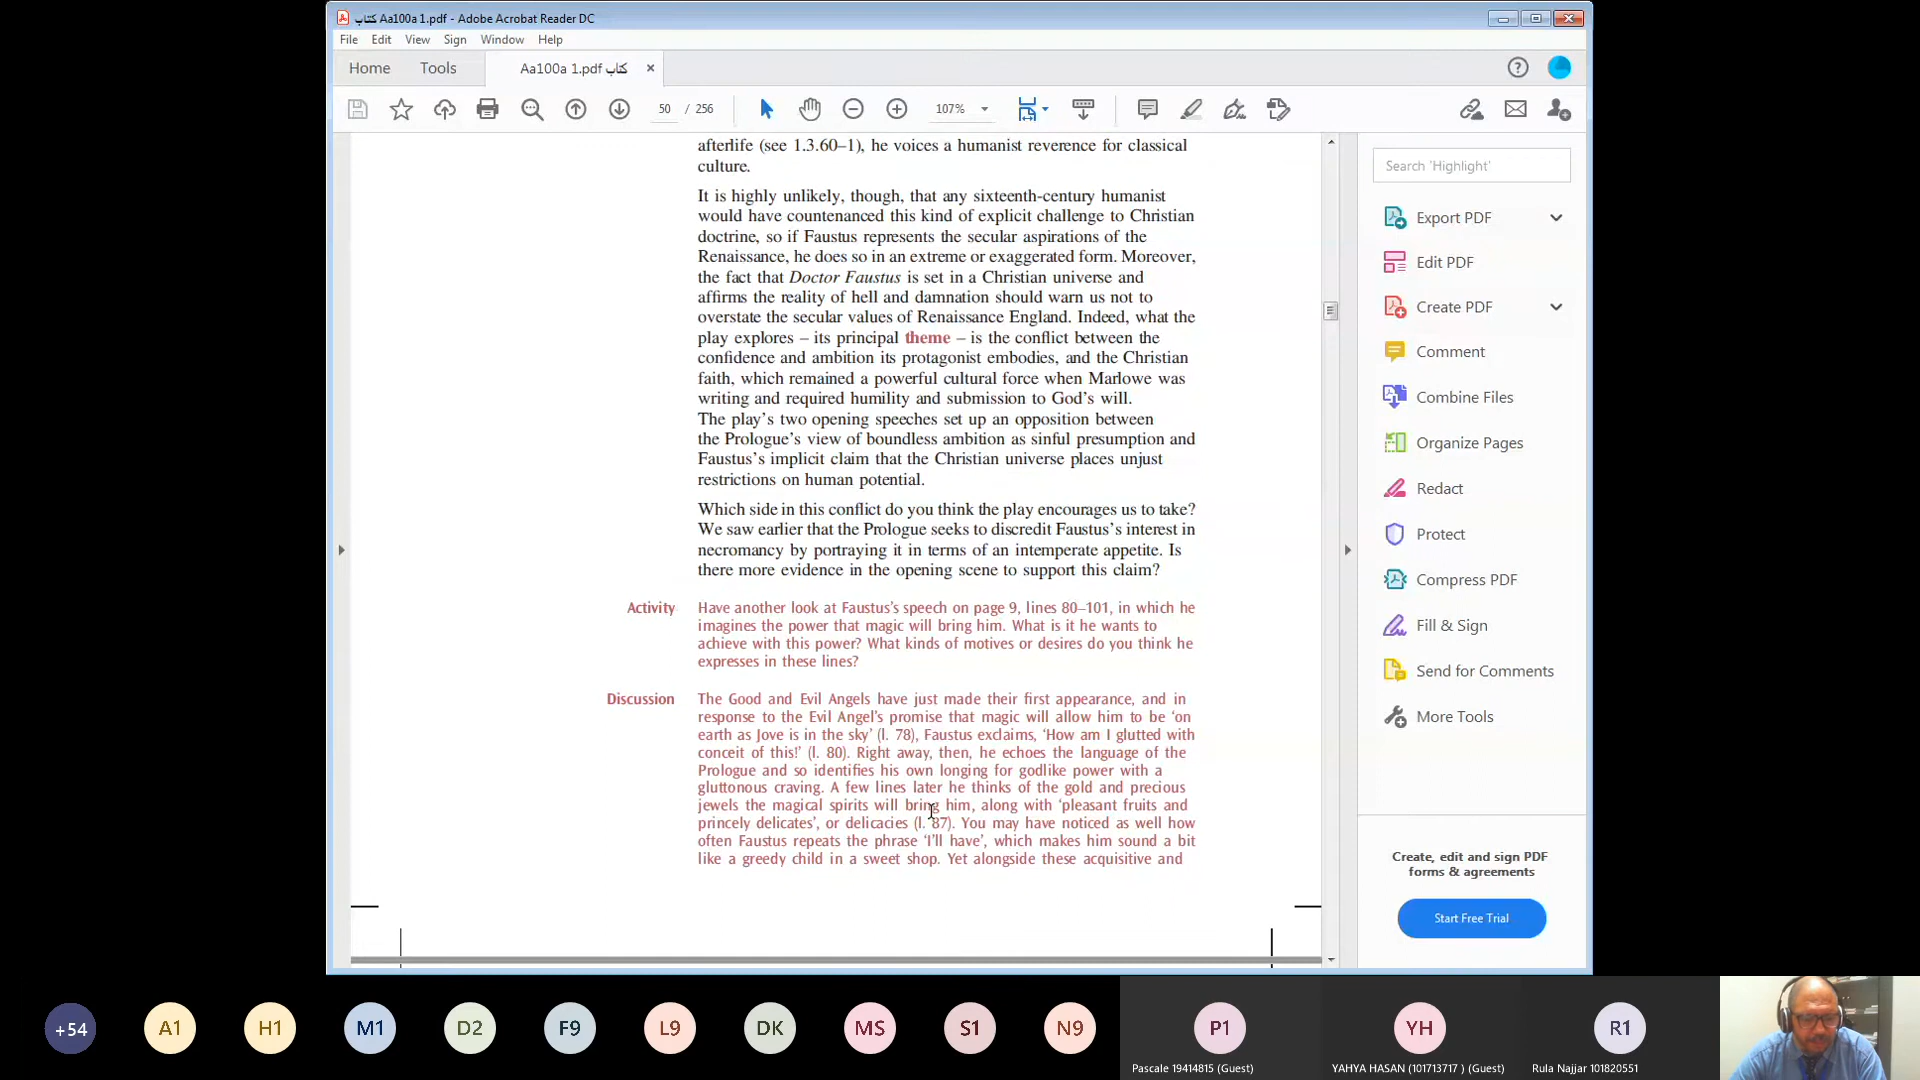 كتاب Aa100a 1.pdf - Adobe Acrobat Reader DC
File Edit View Sign Window Help
Home Tools Aa100a 1.pdf كتاب
50 / 256 107%
afterlife (see 1.3.60–1), he voices a humanist reverence for classical
culture.
It is highly unlikely, though, that any sixteenth-century humanist
would have countenanced this kind of explicit challenge to Christian
doctrine, so if Faustus represents the secular aspirations of the
Renaissance, he does so in an extreme or exaggerated form. Moreover,
the fact that Doctor Faustus is set in a Christian universe and
affirms the reality of hell and damnation should warn us not to
overstate the secular values of Renaissance England. Indeed, what the
play explores – its principal theme – is the conflict between the
confidence and ambition its protagonist embodies, and the Christian
faith, which remained a powerful cultural force when Marlowe was
writing and required humility and submission to God's will.
The play's two opening speeches set up an opposition between
the Prologue's view of boundless ambition as sinful presumption and
Faustus's implicit claim that the Christian universe places unjust
restrictions on human potential.
Which side in this conflict do you think the play encourages us to take?
We saw earlier that the Prologue seeks to discredit Faustus's interest in
necromancy by portraying it in terms of an intemperate appetite. Is
there more evidence in the opening scene to support this claim?
Activity Have another look at Faustus's speech on page 9, lines 80–101, in which he
imagines the power that magic will bring him. What is it he wants to
achieve with this power? What kinds of motives or desires do you think he
expresses in these lines?
Discussion The Good and Evil Angels have just made their first appearance, and in
response to the Evil Angel's promise that magic will allow him to be 'on
earth as Jove is in the sky' (l. 78), Faustus exclaims, 'How am I glutted with
conceit of this!' (l. 80). Right away, then, he echoes the language of the
Prologue and so identifies his own longing for godlike power with a
gluttonous craving. A few lines later he thinks of the gold and precious
jewels the magical spirits will bring him, along with 'pleasant fruits and
princely delicates', or delicacies (l. 87). You may have noticed as well how
often Faustus repeats the phrase 'I'll have', which makes him sound a bit
like a greedy child in a sweet shop. Yet alongside these acquisitive and
Search 'Highlight'
Export PDF
Edit PDF
Create PDF
Comment
Combine Files
Organize Pages
Redact
Protect
Compress PDF
Fill & Sign
Send for Comments
More Tools
Create, edit and sign PDF
forms & agreements
Start Free Trial
+54 A1 H1 M1 D2 F9 L9 DK MS S1 N9 P1 YH R1
Pascale 19414815 (Guest) YAHYA HASAN (101713717 ) (Guest) Rula Najjar 101820551